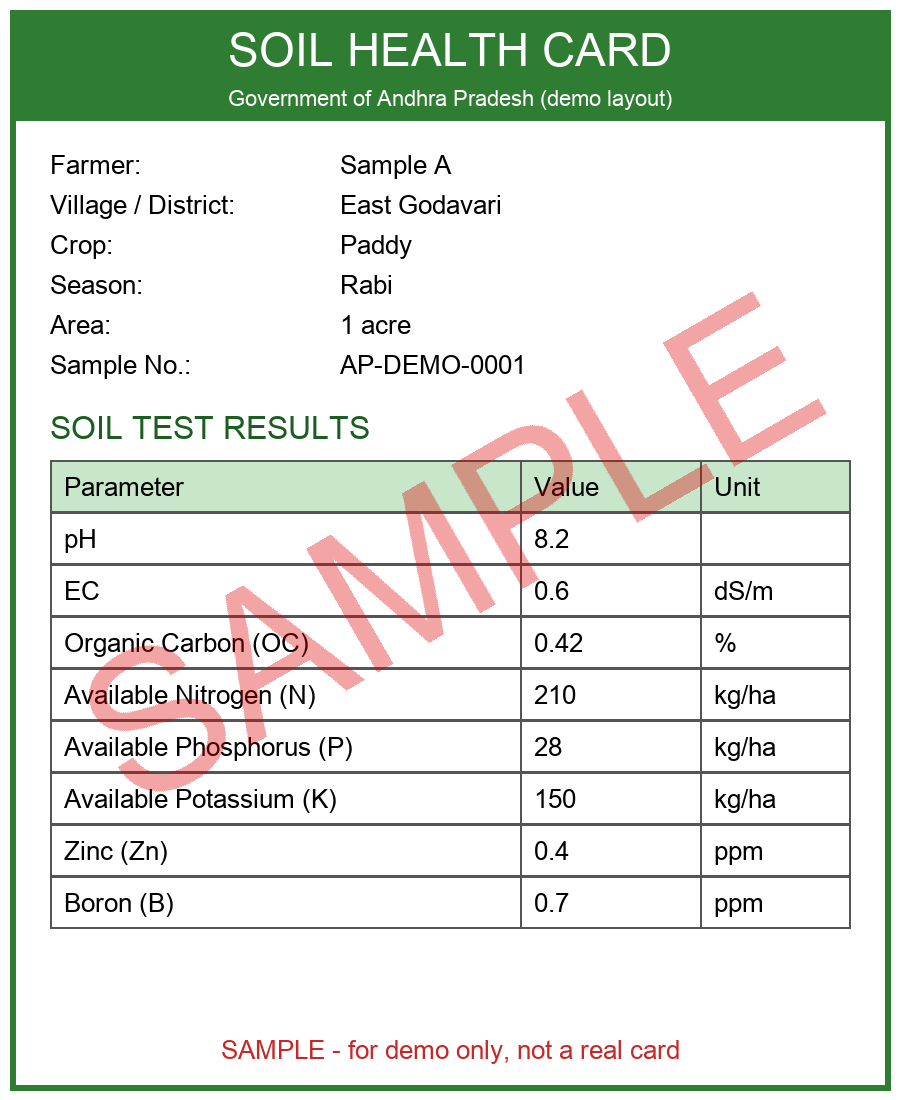 SOIL HEALTH CARD
Government of Andhra Pradesh (demo layout)
Farmer: Sample A
Village / District: East Godavari
Crop: Paddy
Season: Rabi
Area: 1 acre
Sample No.: AP-DEMO-0001
SOIL TEST RESULTS
Parameter Value Unit
pH 8.2
EC 0.6 dS/m
Organic Carbon (OC) 0.42 %
Available Nitrogen (N) 210 kg/ha
Available Phosphorus (P) 28 kg/ha
Available Potassium (K) 150 kg/ha
Zinc (Zn) 0.4 ppm
Boron (B) 0.7 ppm
SAMPLE
SAMPLE - for demo only, not a real card